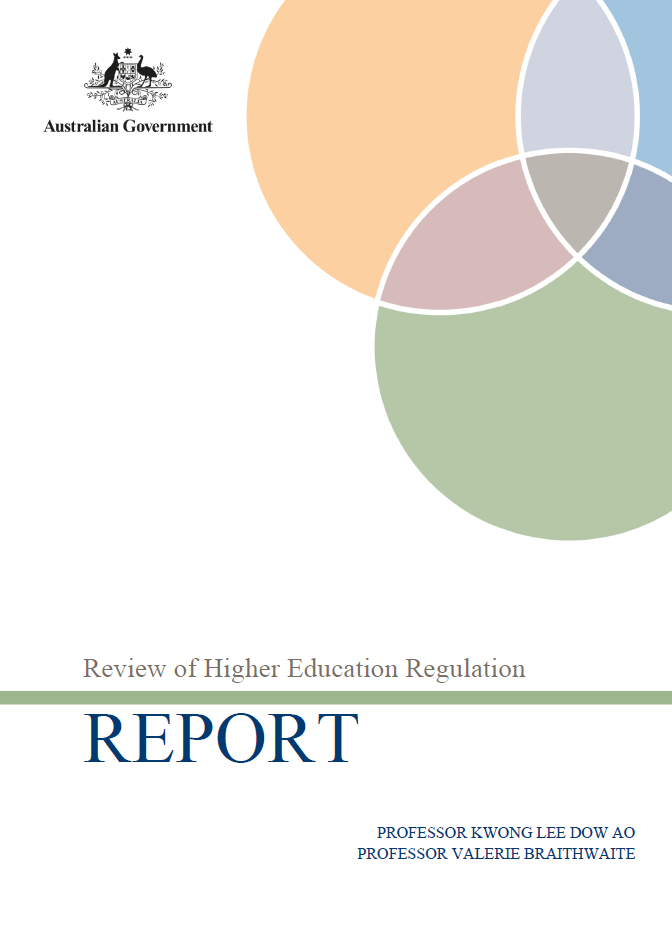 Australian Government
Review of Higher Education Regulation
REPORT
PROFESSOR KWONG LEE DOW AO
PROFESSOR VALERIE BRAITHWAITE